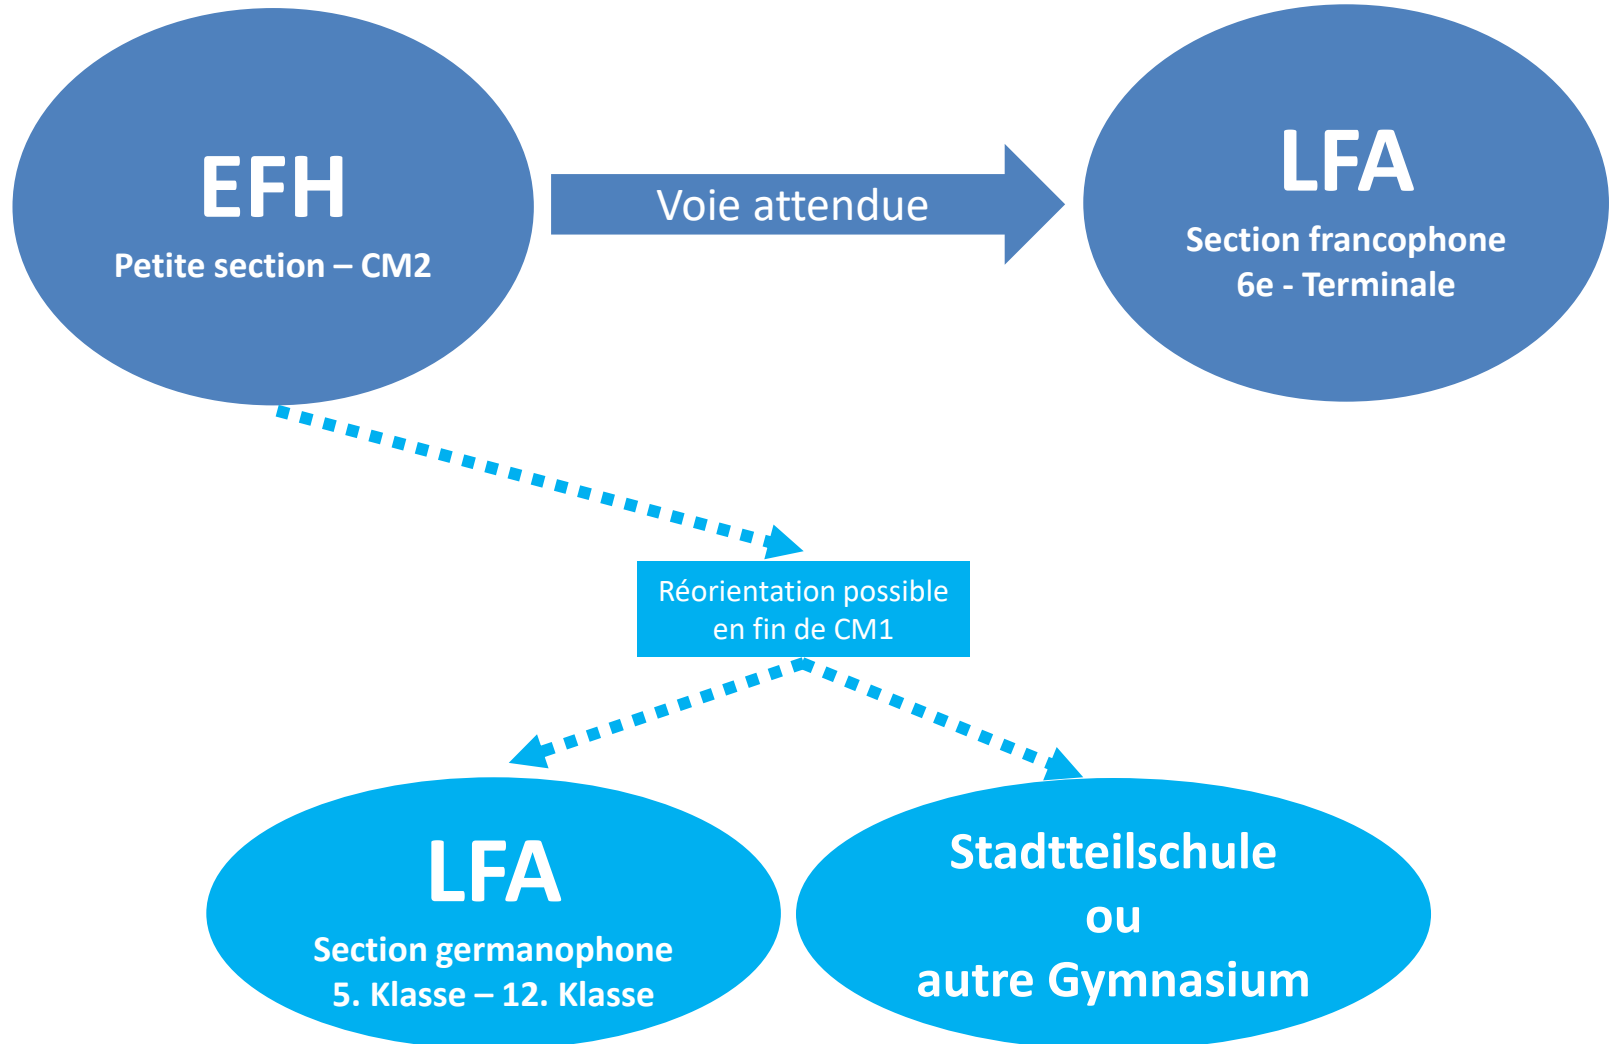 EFH
Petite section – CM2
Voie attendue
LFA
Section francophone
6e - Terminale
Réorientation possible
en fin de CM1
LFA
Section germanophone
5. Klasse – 12. Klasse
Stadtteilschule
ou
autre Gymnasium